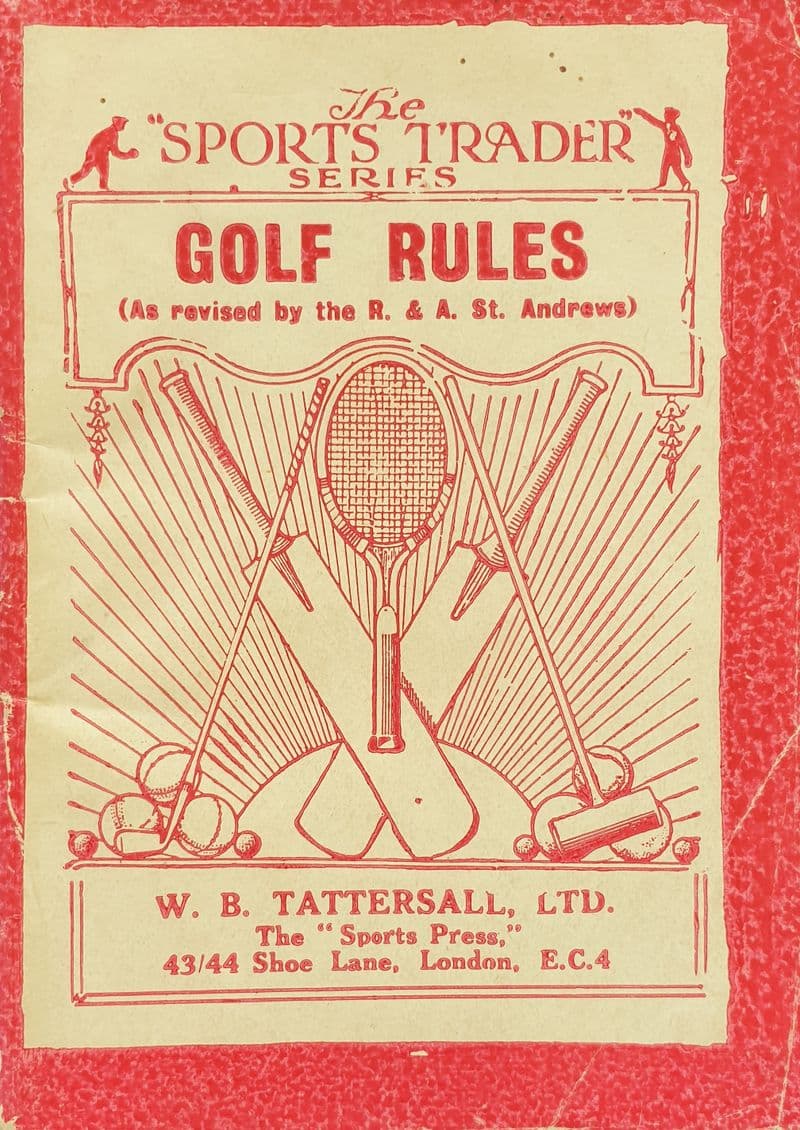 The
"SPORTS TRADER"
SERIES
GOLF RULES
(As revised by the R. & A. St. Andrews)
W. B. TATTERSALL, LTD.
The "Sports Press,"
43/44 Shoe Lane, London, E.C.4